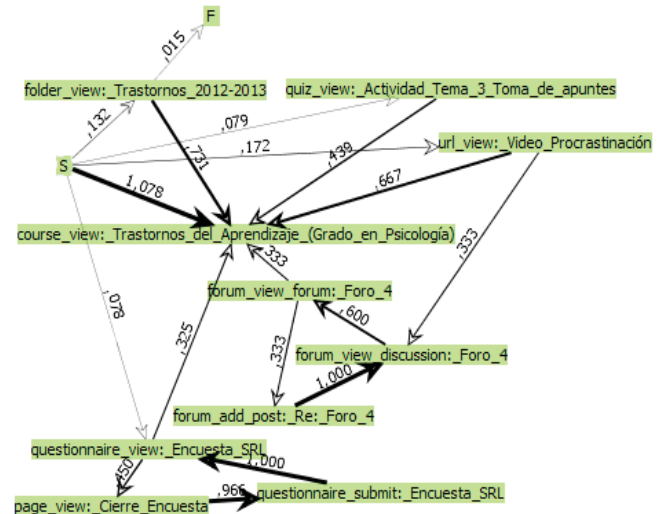 F
,015
folder_view:_Trastornos_2012-2013
quiz_view:_Actividad_Tema_3_Toma_de_apuntes
,132
,079
url_view:_Video_Procrastinación
,731
,439
,172
S
1,078
,667
course_view:_Trastornos_del_Aprendizaje_(Grado_en_Psicología)
,333
,333
,078
forum_view_forum:_Foro_4
,325
,600
,333
forum_view_discussion:_Foro_4
1,000
forum_add_post:_Re:_Foro_4
questionnaire_view:_Encuesta_SRL
,450
1,000
,966
questionnaire_submit:_Encuesta_SRL
page_view:_Cierre_Encuesta